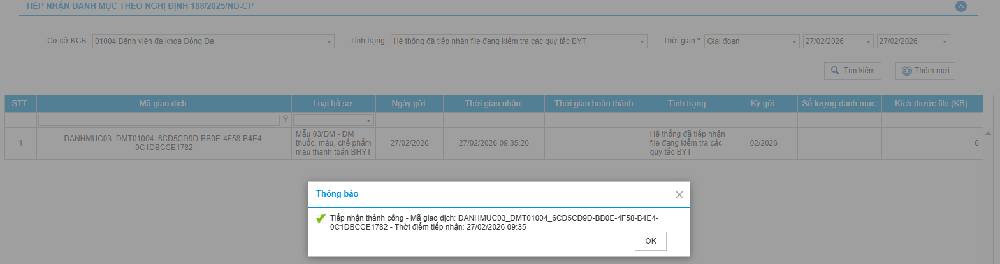 TIẾP NHẬN DANH MỤC THEO NGHỊ ĐỊNH 188/2025/NĐ-CP
Cơ sở KCB: 01004 Bệnh viện đa khoa Đống Đa Tình trạng: Hệ thống đã tiếp nhận file đang kiểm tra các quy tắc BYT Thời gian:* Giai đoạn 27/02/2026 27/02/2026
Tìm kiếm Thêm mới
STT Mã giao dịch Loại hồ sơ Ngày gửi Thời gian nhận Thời gian hoàn thành Tình trạng Kỳ gửi Số lượng danh mục Kích thước file (KB)
1 DANHMUC03_DMT01004_6CD5CD9D-BB0E-4F58-B4E4-
0C1DBCCE1782
Mẫu 03/DM - DM
thuốc, máu, chế phẩm
máu thanh toán BHYT
27/02/2026 27/02/2026 09:35:26
Hệ thống đã tiếp nhận
file đang kiểm tra các
quy tắc BYT
02/2026 6
Thông báo
Tiếp nhận thành công - Mã giao dịch: DANHMUC03_DMT01004_6CD5CD9D-BB0E-4F58-B4E4-
0C1DBCCE1782 - Thời điểm tiếp nhận: 27/02/2026 09:35
OK